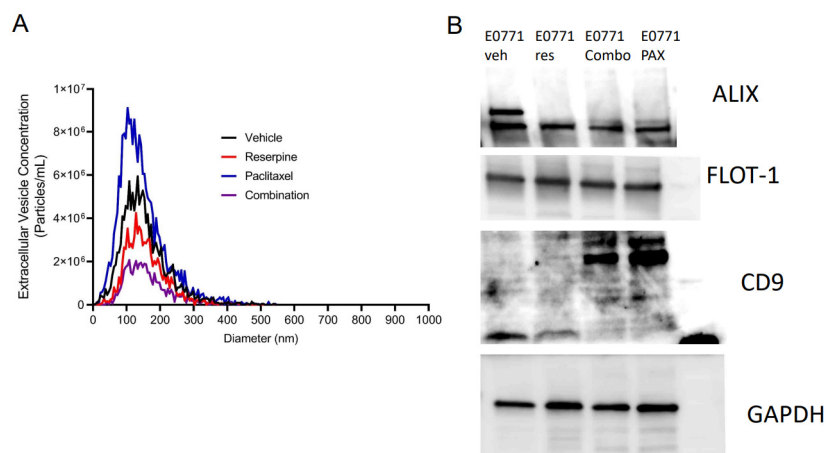 A
Extracellular Vesicle Concentration
(Particles/mL)
1×10⁷
8×10⁶
6×10⁶
4×10⁶
2×10⁶
0
0 100 200 300 400 500 600 700 800 900 1000
Diameter (nm)
Vehicle
Reserpine
Paclitaxel
Combination
B
E0771 E0771 E0771 E0771
veh res Combo PAX
ALIX
FLOT-1
CD9
GAPDH